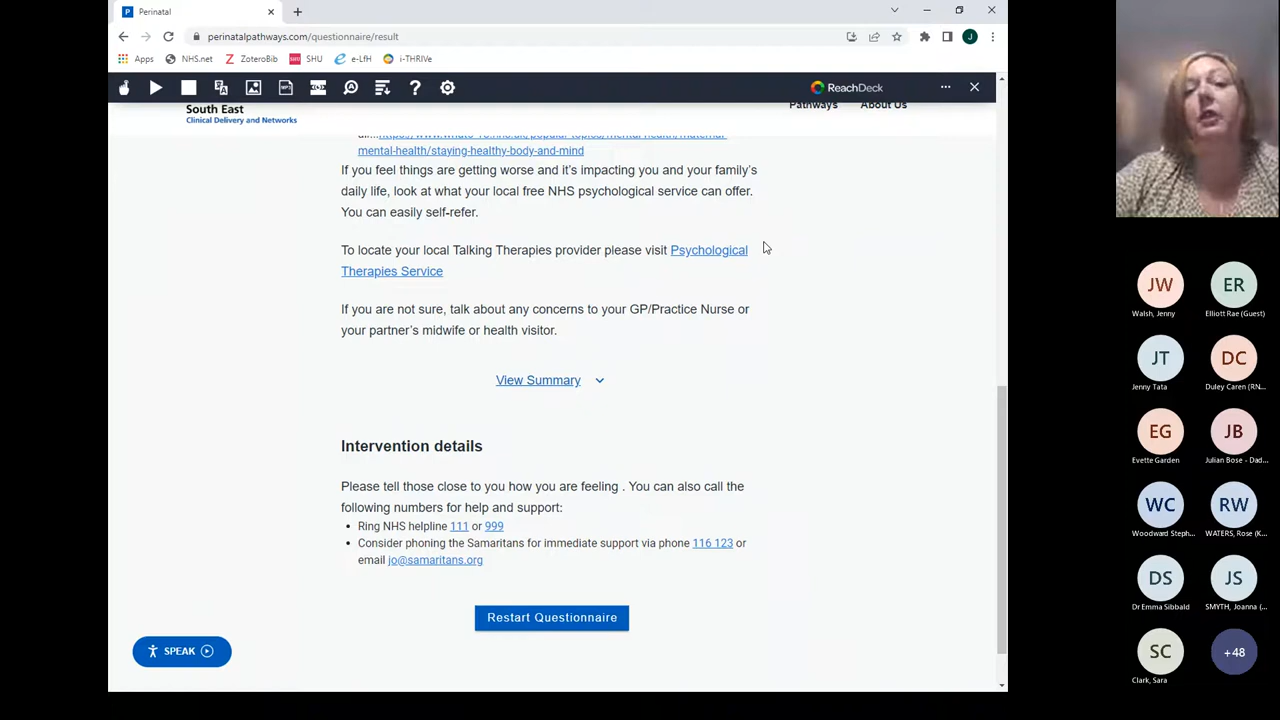 Perinatal
perinatalpathways.com/questionnaire/result
J
Apps
NHS.net
ZoteroBib
SHU
e-LfH
i-THRIVE
MP3
ReachDeck
South East
Clinical Delivery and Networks
Pathways
About Us
mental-health/staying-healthy-body-and-mind
If you feel things are getting worse and it's impacting you and your family's
daily life, look at what your local free NHS psychological service can offer.
You can easily self-refer.
To locate your local Talking Therapies provider please visit Psychological
Therapies Service
If you are not sure, talk about any concerns to your GP/Practice Nurse or
your partner's midwife or health visitor.
View Summary
Intervention details
Please tell those close to you how you are feeling . You can also call the
following numbers for help and support:
• Ring NHS helpline 111 or 999
• Consider phoning the Samaritans for immediate support via phone 116 123 or
email jo@samaritans.org
Restart Questionnaire
SPEAK
JW
ER
Walsh, Jenny
Elliott Rae (Guest)
JT
DC
Jenny Tata
Duley Caren (RN...
EG
JB
Evette Garden
Julian Bose - Dad...
WC
RW
Woodward Steph...
WATERS, Rose (K...
DS
JS
Dr Emma Sibbald
SMYTH, Joanna (...
SC
+48
Clark, Sara